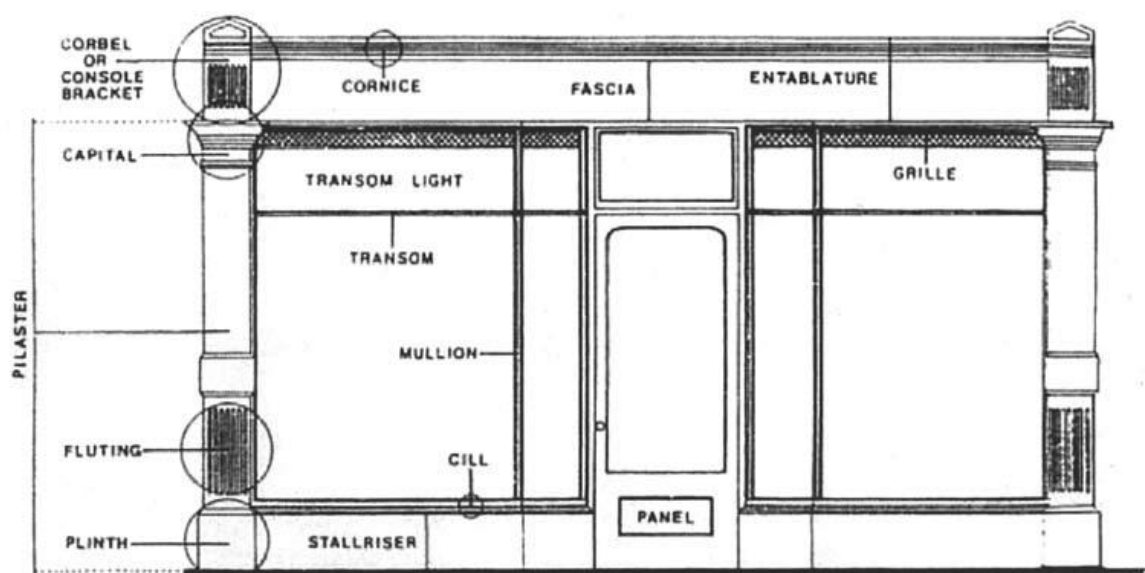 CORBEL
OR
CONSOLE
BRACKET
CORNICE
FASCIA
ENTABLATURE
CAPITAL
TRANSOM LIGHT
GRILLE
TRANSOM
PILASTER
MULLION
FLUTING
CILL
PANEL
PLINTH
STALLRISER